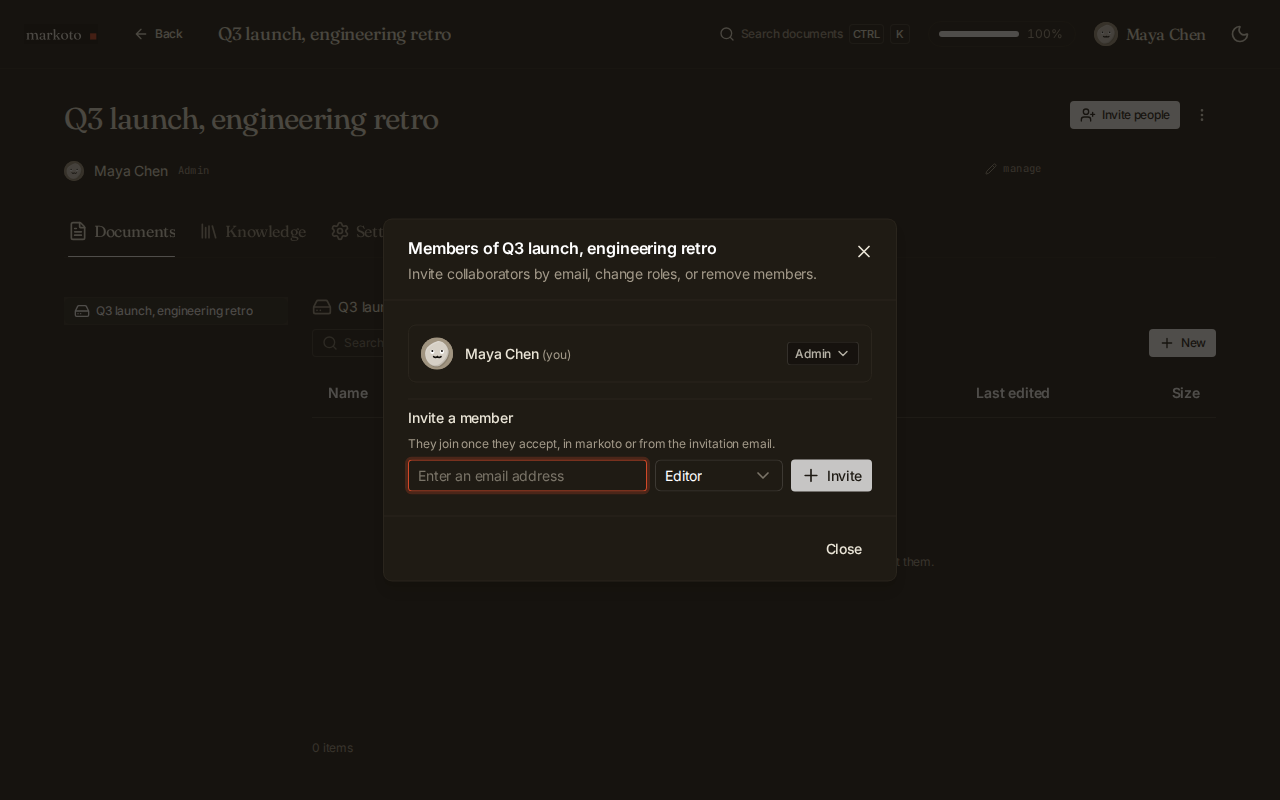 markoto
Back
Q3 launch, engineering retro
Search documents CTRL K
100%
Maya Chen
Q3 launch, engineering retro
Invite people
Maya Chen Admin
manage
Documents
Knowledge
Members of Q3 launch, engineering retro
Invite collaborators by email, change roles, or remove members.
Q3 launch, engineering retro
Search
New
Name
Last edited
Size
Maya Chen (you)
Admin
Invite a member
They join once they accept, in markoto or from the invitation email.
Enter an email address
Editor
Invite
Close
them.
0 items